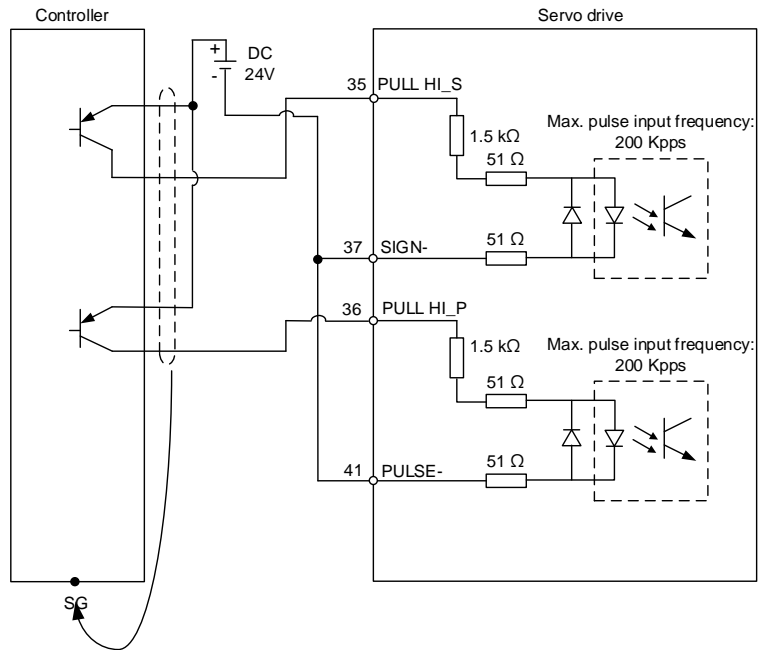 Controller
Servo drive
+
-
DC
24V
35
PULL HI_S
1.5 kΩ
51 Ω
Max. pulse input frequency:
200 Kpps
37
SIGN-
51 Ω
36
PULL HI_P
1.5 kΩ
51 Ω
Max. pulse input frequency:
200 Kpps
41
PULSE-
51 Ω
SG